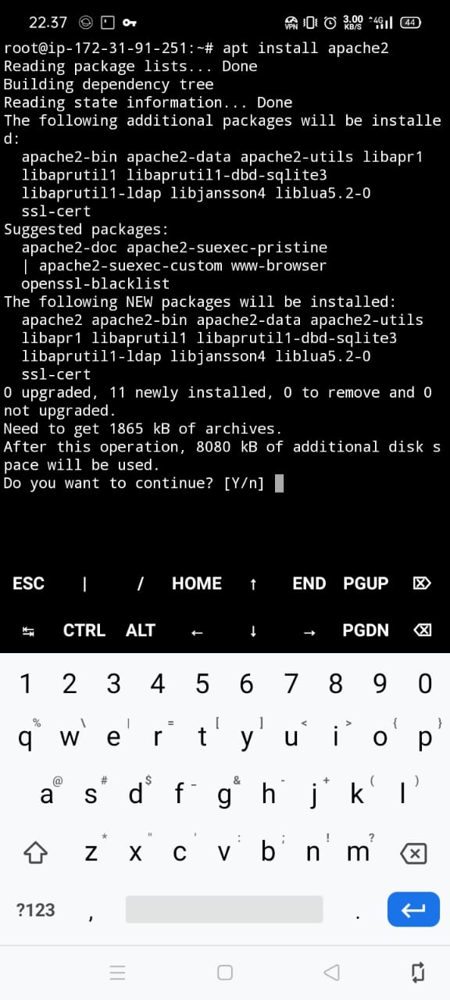 22.37
VPN
3.00
KB/S
4G
44
root@ip-172-31-91-251:~# apt install apache2
Reading package lists... Done
Building dependency tree
Reading state information... Done
The following additional packages will be installe
d:
apache2-bin apache2-data apache2-utils libapr1
libaprutil1 libaprutil1-dbd-sqlite3
libaprutil1-ldap libjansson4 liblua5.2-0
ssl-cert
Suggested packages:
apache2-doc apache2-suexec-pristine
| apache2-suexec-custom www-browser
openssl-blacklist
The following NEW packages will be installed:
apache2 apache2-bin apache2-data apache2-utils
libapr1 libaprutil1 libaprutil1-dbd-sqlite3
libaprutil1-ldap libjansson4 liblua5.2-0
ssl-cert
0 upgraded, 11 newly installed, 0 to remove and 0
not upgraded.
Need to get 1865 kB of archives.
After this operation, 8080 kB of additional disk s
pace will be used.
Do you want to continue? [Y/n]
ESC | / HOME ↑ END PGUP ⌦
↹ CTRL ALT ← ↓ → PGDN ⌫
1 2 3 4 5 6 7 8 9 0
% \ | = [ ] < > { }
q w e r t y u i o p
@ # $ - & - + ( )
a s d f g h j k l
* " ' : ; ! ?
z x c v b n m
?123 , .